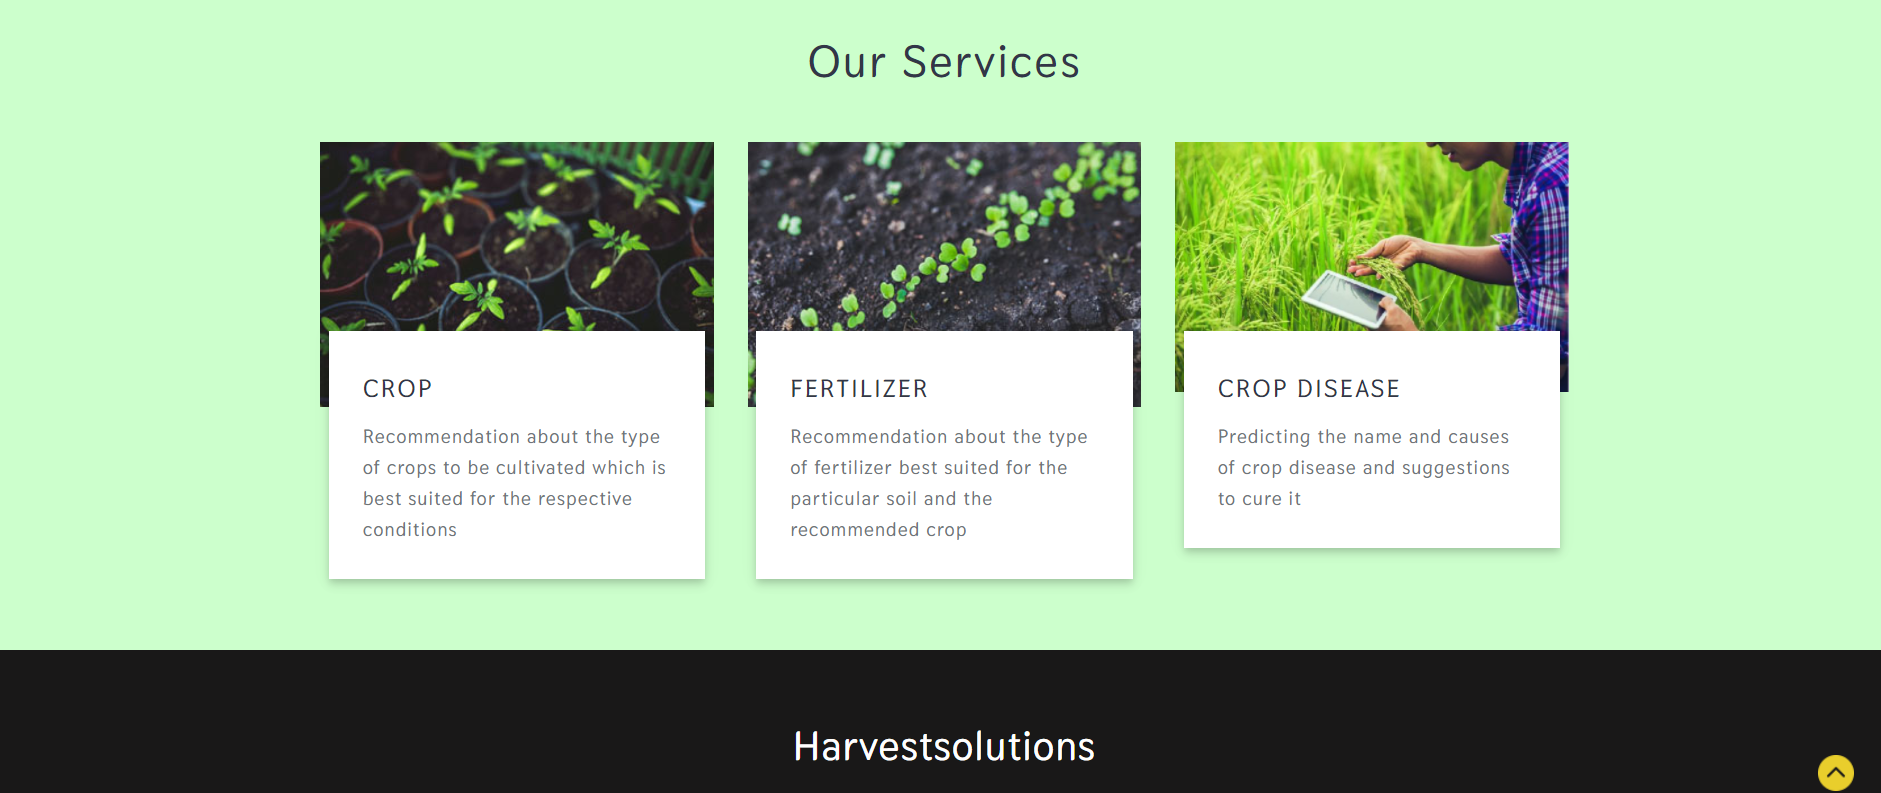 Our Services
CROP
Recommendation about the type
of crops to be cultivated which is
best suited for the respective
conditions
FERTILIZER
Recommendation about the type
of fertilizer best suited for the
particular soil and the
recommended crop
CROP DISEASE
Predicting the name and causes
of crop disease and suggestions
to cure it
Harvestsolutions